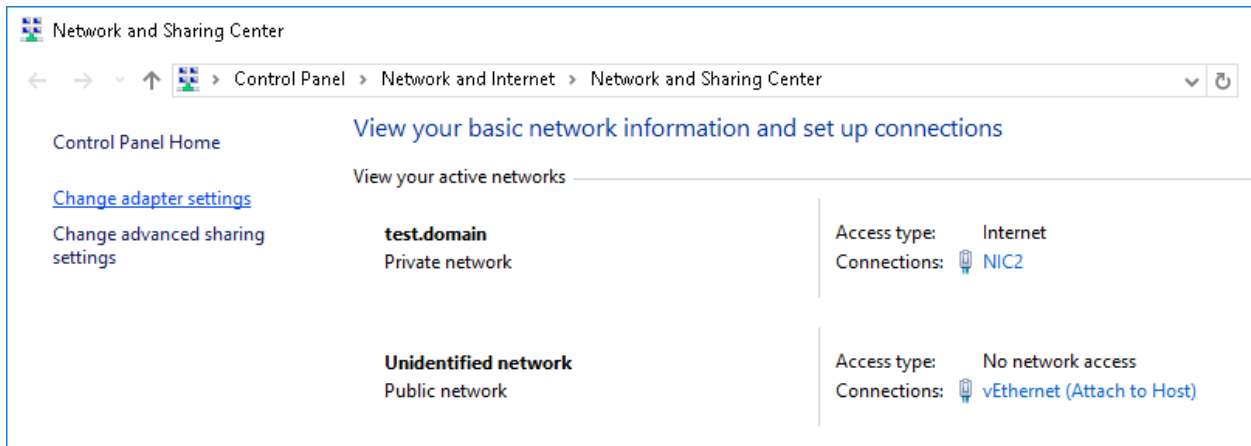 Network and Sharing Center
Control Panel > Network and Internet > Network and Sharing Center
Control Panel Home
Change adapter settings
Change advanced sharing
settings
View your basic network information and set up connections
View your active networks
test.domain
Private network
Access type: Internet
Connections: NIC2
Unidentified network
Public network
Access type: No network access
Connections: vEthernet (Attach to Host)